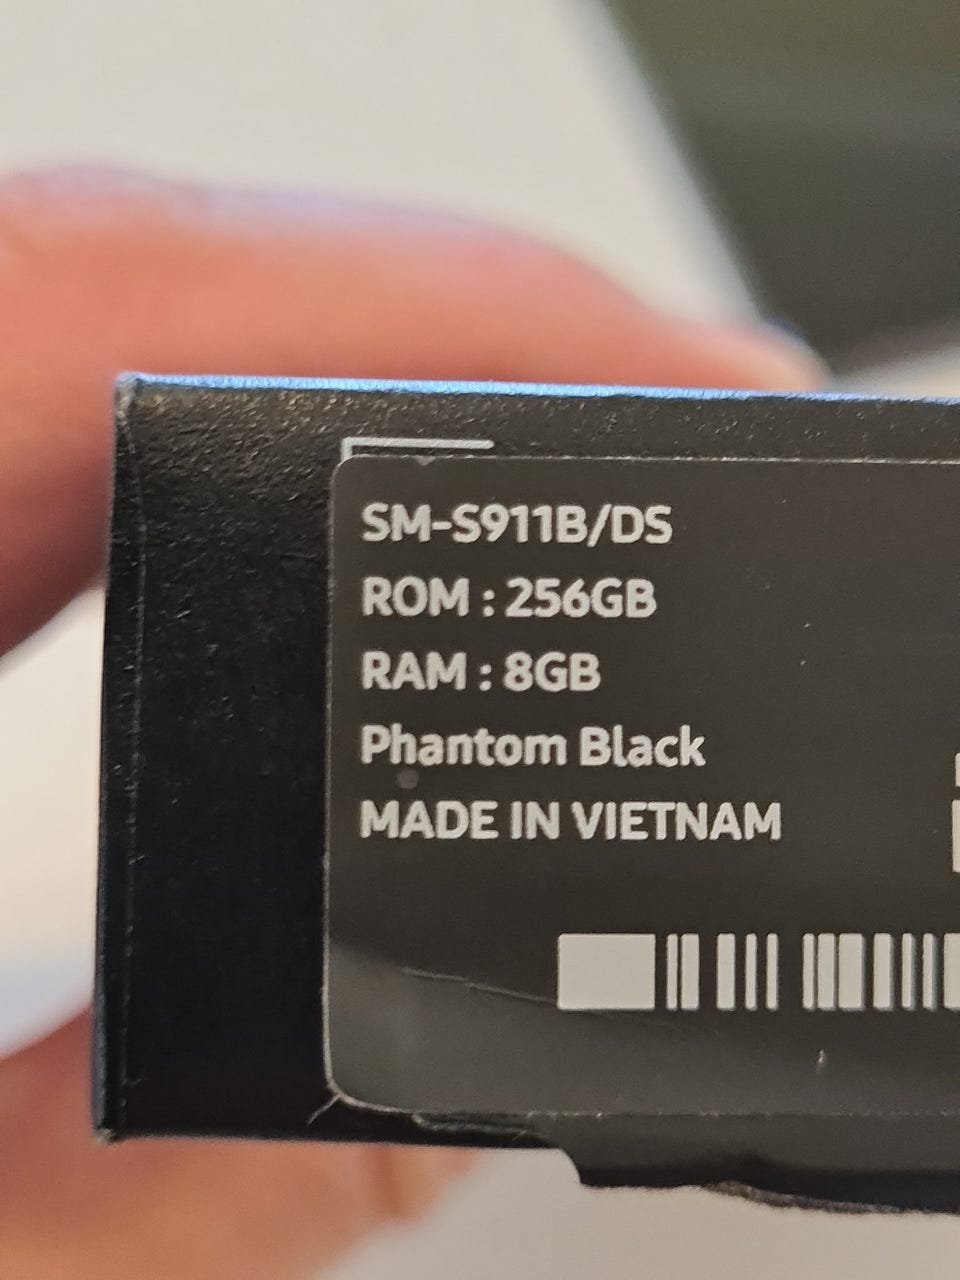 SM-S911B/DS
ROM : 256GB
RAM : 8GB
Phantom Black
MADE IN VIETNAM